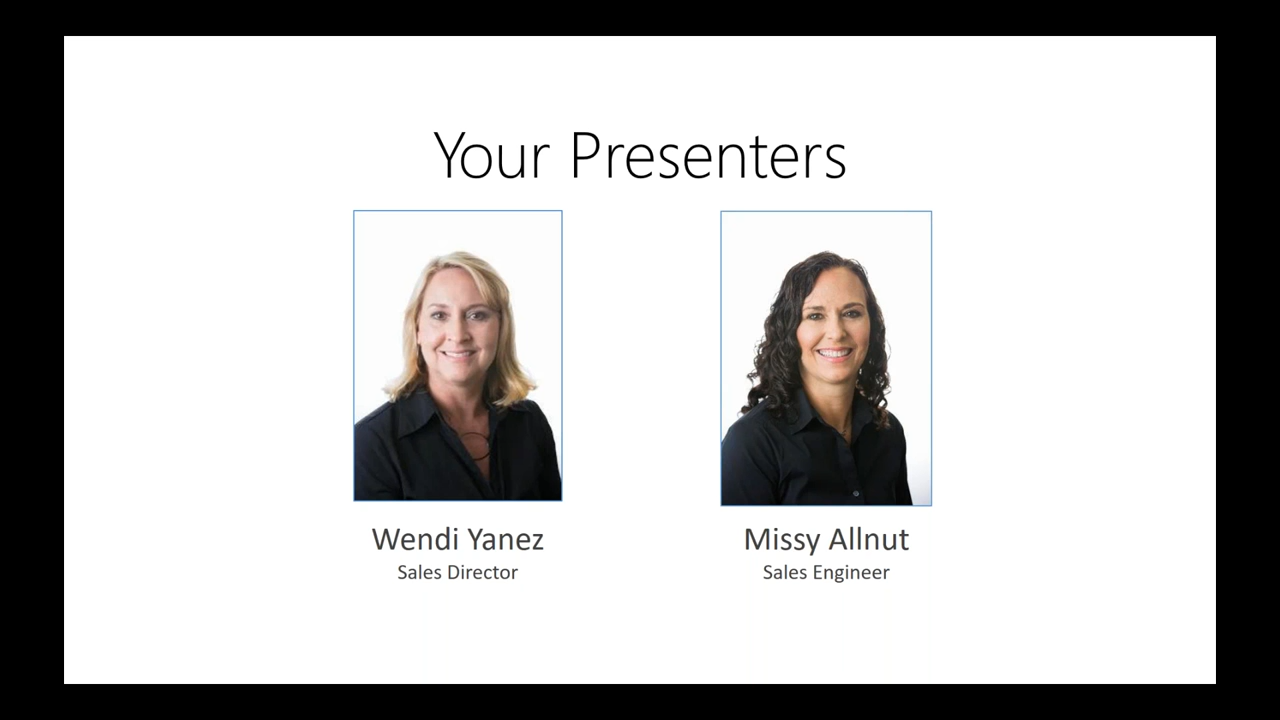 Your Presenters
Wendi Yanez
Sales Director
Missy Allnut
Sales Engineer